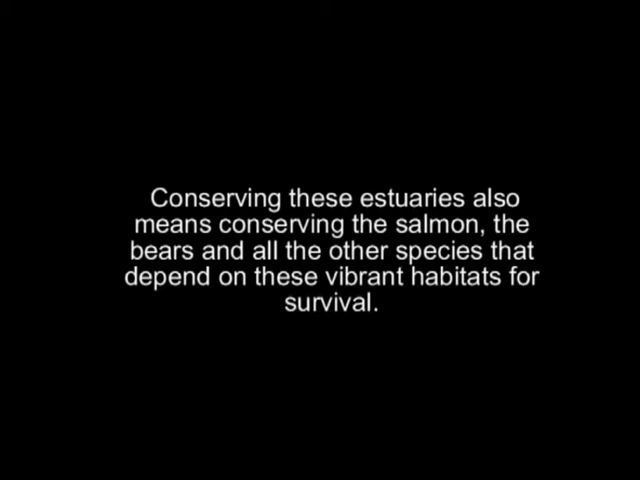 Conserving these estuaries also
means conserving the salmon, the
bears and all the other species that
depend on these vibrant habitats for
survival.